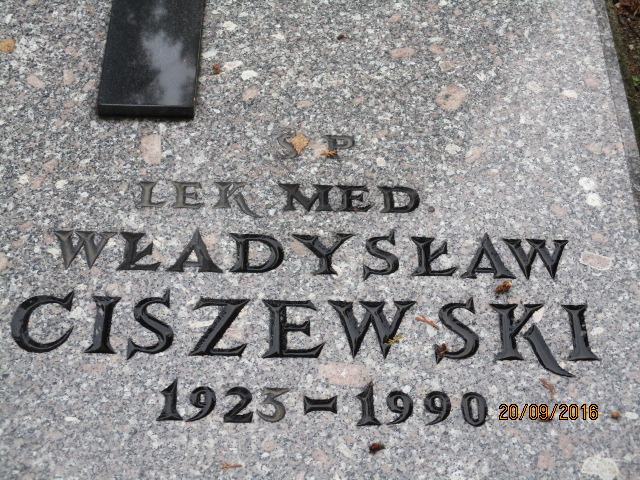 Ś P
LEK MED.
WŁADYSŁAW
CISZEWSKI
1923 - 1990
20/09/2016